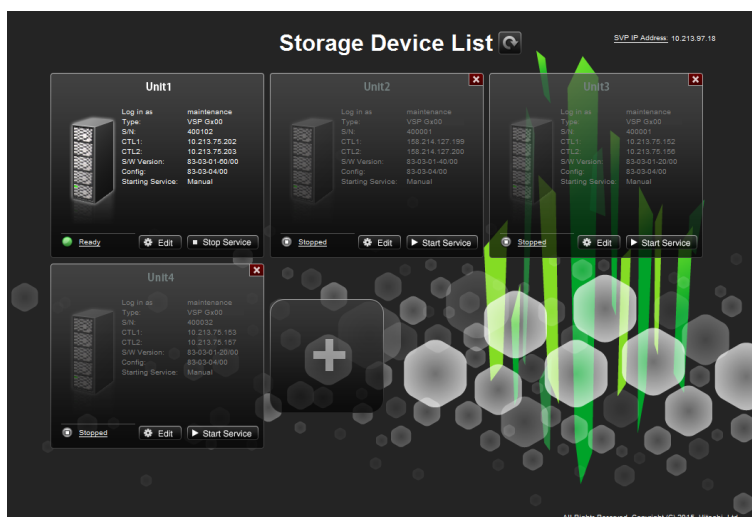 Storage Device List
SVP IP Address: 10.213.97.18
Unit1
Log in as maintenance
Type: VSP Gx00
S/N: 400102
CTL1: 10.213.75.202
CTL2: 10.213.75.203
S/W Version: 83-03-01-60/00
Config: 83-03-04/00
Starting Service: Manual
Ready Edit Stop Service
Unit2
Log in as maintenance
Type: VSP Gx00
S/N: 400001
CTL1: 158.214.127.199
CTL2: 158.214.127.200
S/W Version: 83-03-01-40/00
Config: 83-03-04/00
Starting Service: Manual
Stopped Edit Start Service
Unit3
Log in as maintenance
Type: VSP Gx00
S/N: 400001
CTL1: 10.213.75.152
CTL2: 10.213.75.156
S/W Version: 83-03-01-20/00
Config: 83-03-04/00
Starting Service: Manual
Stopped Edit Start Service
Unit4
Log in as maintenance
Type: VSP Gx00
S/N: 400032
CTL1: 10.213.75.153
CTL2: 10.213.75.157
S/W Version: 83-03-01-20/00
Config: 83-03-04/00
Starting Service: Manual
Stopped Edit Start Service
All Rights Reserved, Copyright (C) 2015, Hitachi, Ltd.